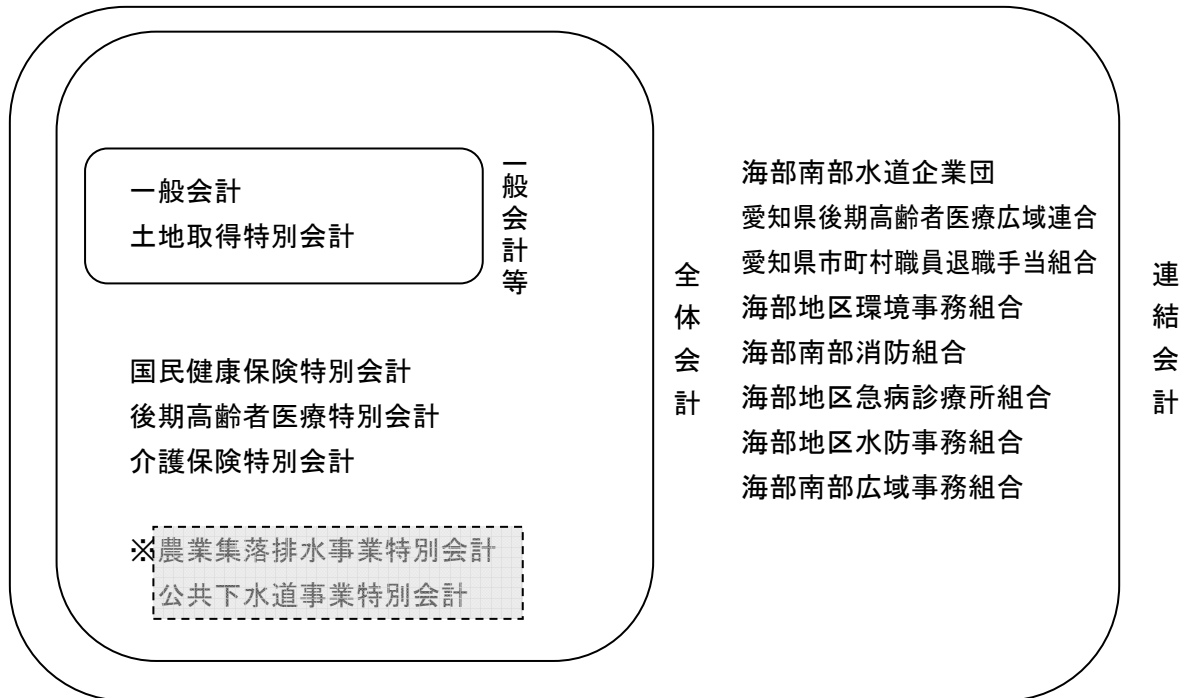 一般会計
土地取得特別会計
一般会計等
国民健康保険特別会計
後期高齢者医療特別会計
介護保険特別会計
※農業集落排水事業特別会計
公共下水道事業特別会計
全体会計
海部南部水道企業団
愛知県後期高齢者医療広域連合
愛知県市町村職員退職手当組合
海部地区環境事務組合
海部南部消防組合
海部地区急病診療所組合
海部地区水防事務組合
海部南部広域事務組合
連結会計